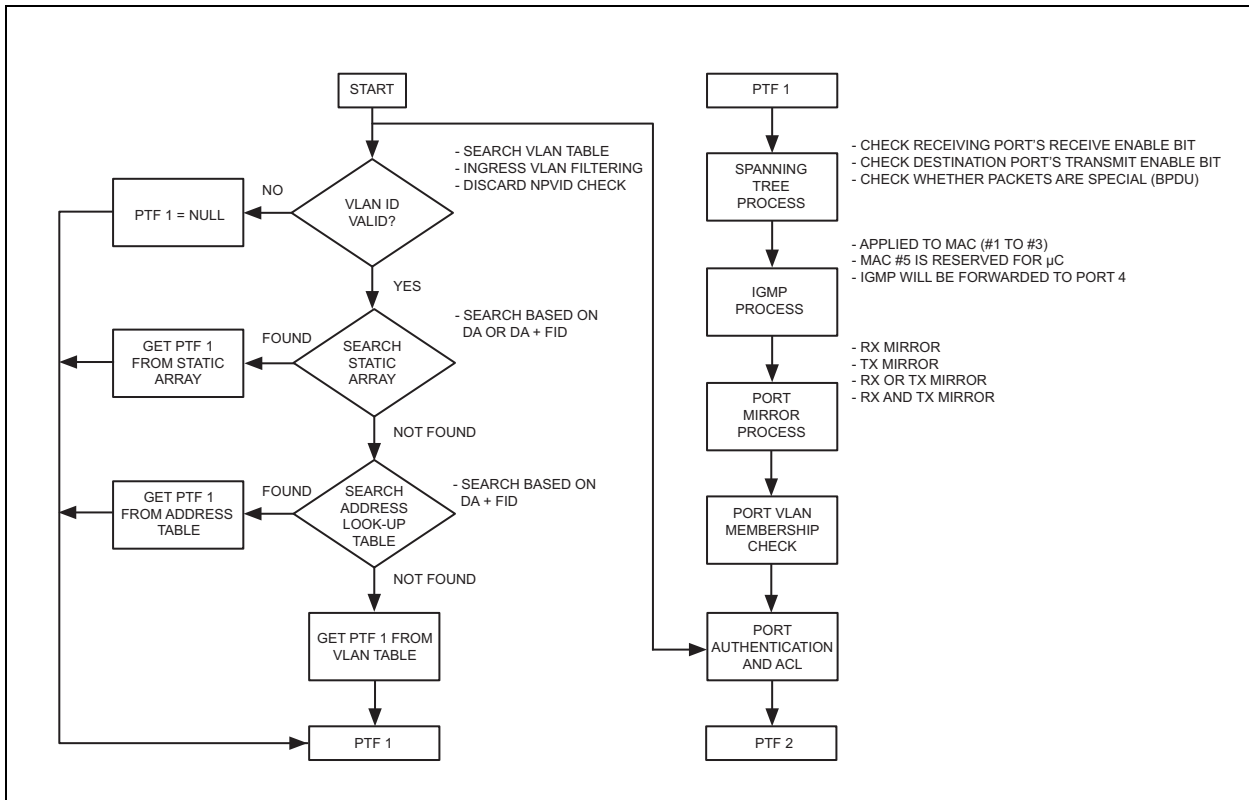 START
- SEARCH VLAN TABLE
- INGRESS VLAN FILTERING
- DISCARD NPVID CHECK
NO
VLAN ID
VALID?
PTF 1 = NULL
YES
- SEARCH BASED ON
DA OR DA + FID
FOUND
SEARCH
STATIC
ARRAY
GET PTF 1
FROM STATIC
ARRAY
NOT FOUND
- SEARCH BASED ON
DA + FID
FOUND
SEARCH
ADDRESS
LOOK-UP
TABLE
GET PTF 1
FROM ADDRESS
TABLE
NOT FOUND
GET PTF 1 FROM
VLAN TABLE
PTF 1
PTF 1
- CHECK RECEIVING PORT'S RECEIVE ENABLE BIT
- CHECK DESTINATION PORT'S TRANSMIT ENABLE BIT
- CHECK WHETHER PACKETS ARE SPECIAL (BPDU)
SPANNING
TREE
PROCESS
- APPLIED TO MAC (#1 TO #3)
- MAC #5 IS RESERVED FOR µC
- IGMP WILL BE FORWARDED TO PORT 4
IGMP
PROCESS
- RX MIRROR
- TX MIRROR
- RX OR TX MIRROR
- RX AND TX MIRROR
PORT
MIRROR
PROCESS
PORT VLAN
MEMBERSHIP
CHECK
PORT
AUTHENTICATION
AND ACL
PTF 2